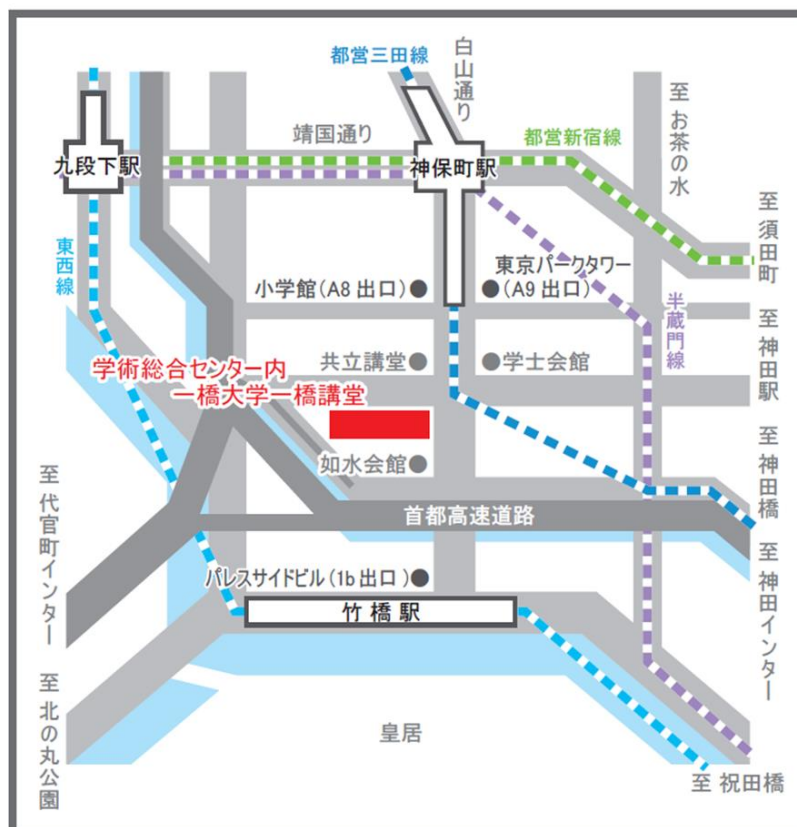 都営三田線
白山通り
靖国通り
都営新宿線
至 お茶の水
九段下駅
神保町駅
至 須田町
東西線
小学館(A8 出口)
東京パークタワー
(A9 出口)
半蔵門線
至 神田駅
学術総合センター内
一橋大学一橋講堂
共立講堂
学士会館
如水会館
至 神田橋
至 代官町インター
首都高速道路
至 神田インター
パレスサイドビル(1b 出口)
竹橋駅
至 北の丸公園
皇居
至 祝田橋